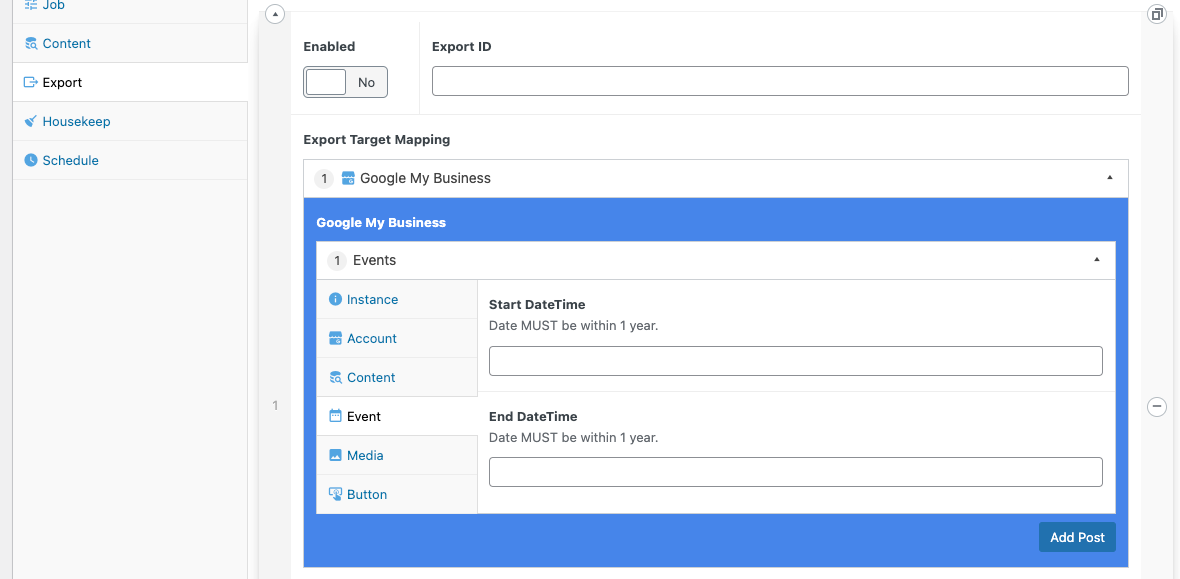 Job
Content
Export
Housekeep
Schedule
Enabled
Export ID
No
Export Target Mapping
1 Google My Business
Google My Business
1 Events
Instance
Account
Content
Event
Media
Button
Start DateTime
Date MUST be within 1 year.
End DateTime
Date MUST be within 1 year.
1
Add Post